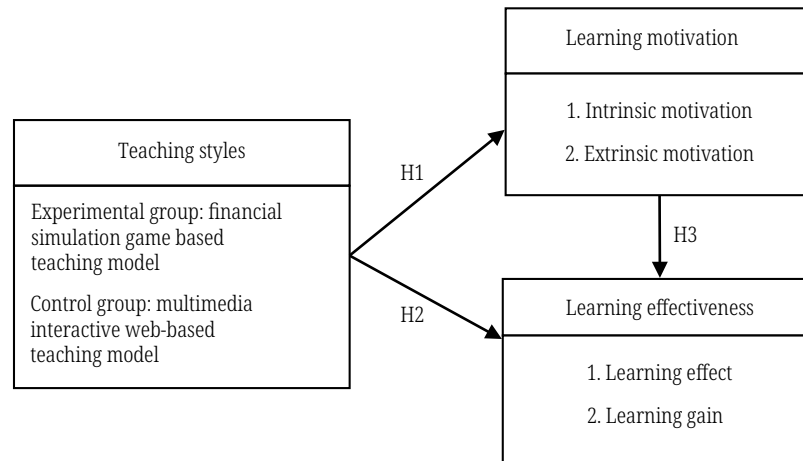 Learning motivation
1. Intrinsic motivation
2. Extrinsic motivation
Teaching styles
Experimental group: financial
simulation game based
teaching model
Control group: multimedia
interactive web-based
teaching model
H1
H2
H3
Learning effectiveness
1. Learning effect
2. Learning gain